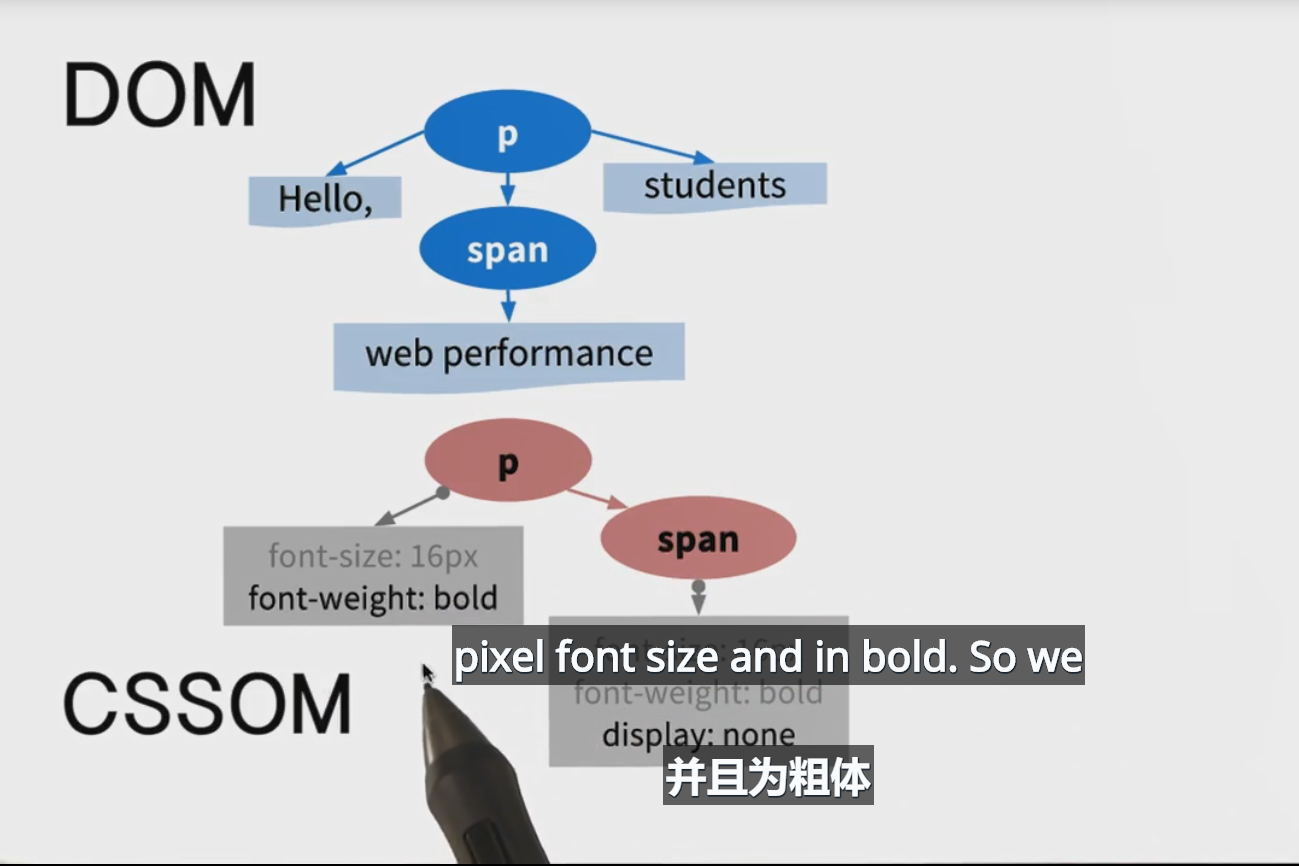 DOM
p
Hello,
students
span
web performance
p
span
font-size: 16px
font-weight: bold
pixel font size and in bold. So we
font-weight: bold
display: none
CSSOM
并且为粗体